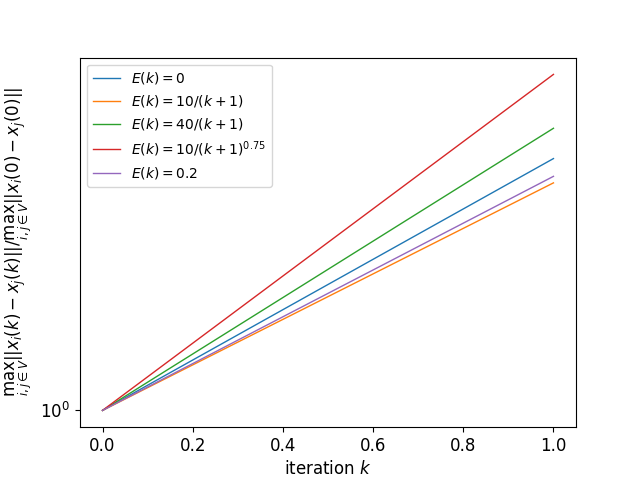 max_{i,j∈V}||x_i(k) − x_j(k)||/max_{i,j∈V}||x_i(0) − x_j(0)||
E(k) = 0
E(k) = 10/(k + 1)
E(k) = 40/(k + 1)
E(k) = 10/(k + 1)^{0.75}
E(k) = 0.2
10^0
0.0 0.2 0.4 0.6 0.8 1.0
iteration k